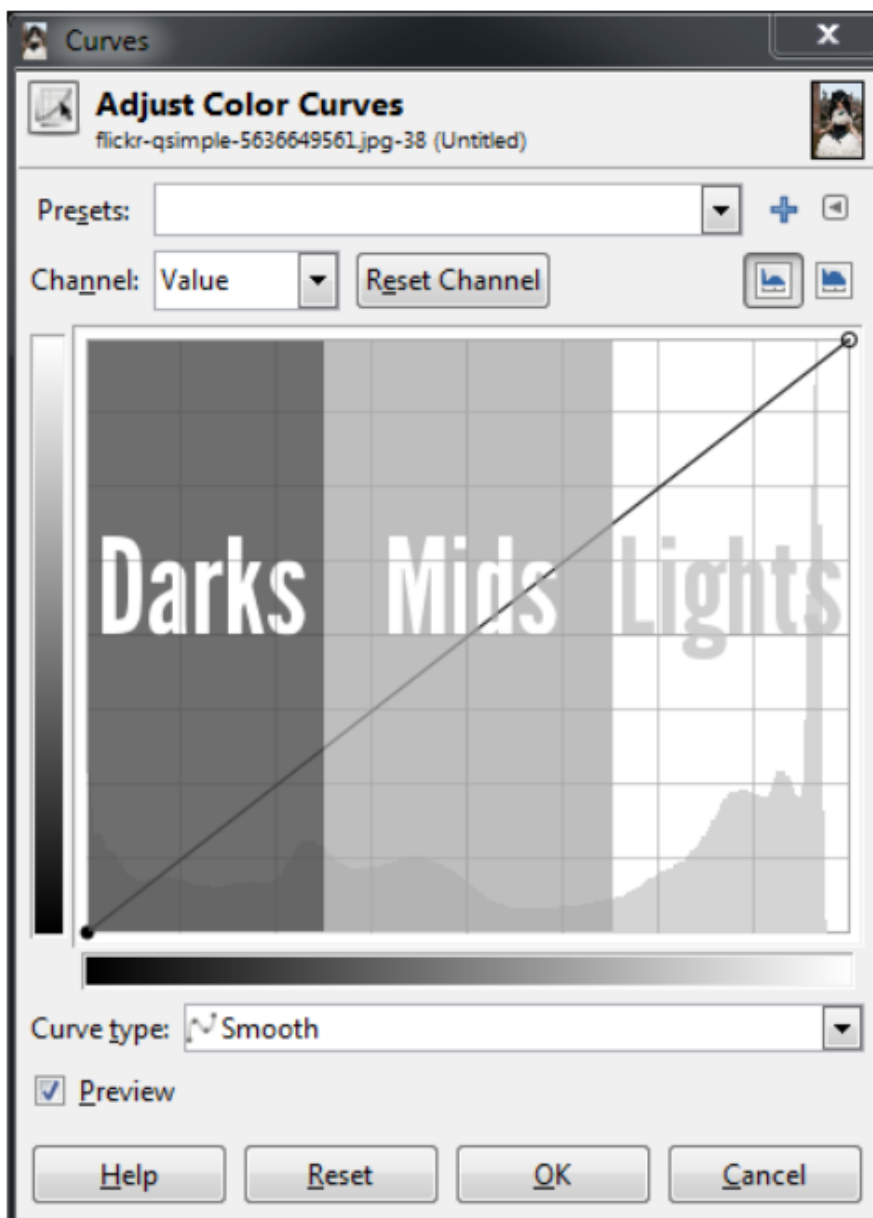 Curves
Adjust Color Curves
flickr-qsimple-5636649561.jpg-38 (Untitled)
Presets:
Channel: Value Reset Channel
Darks Mids Lights
Curve type: Smooth
Preview
Help Reset OK Cancel